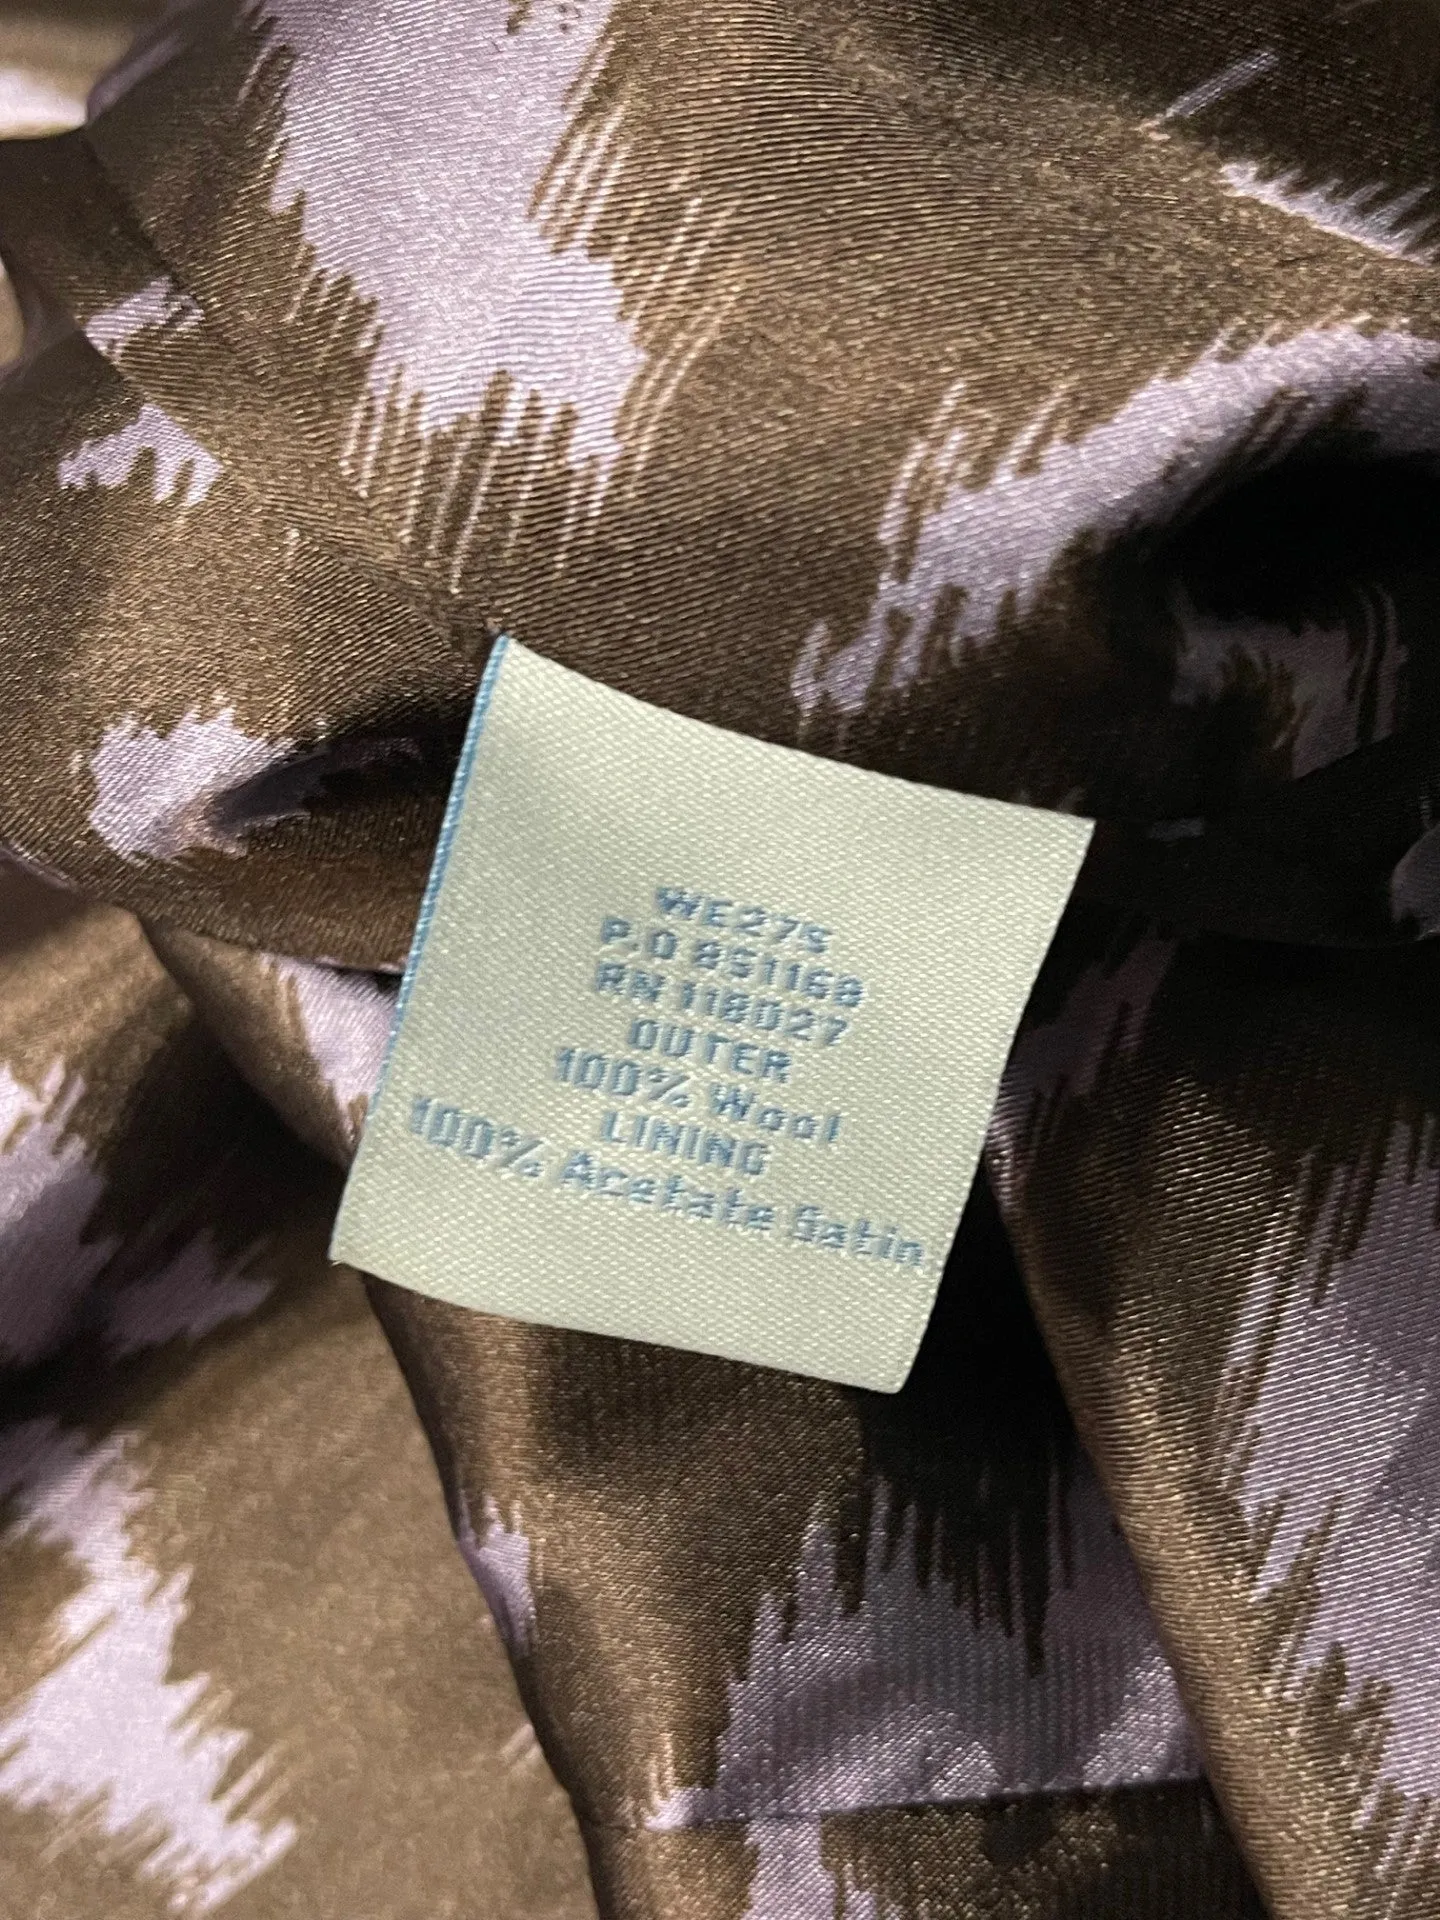 WE275
P.O 851168
RN 118027
OUTER
100% Wool
LINING
100% Acetate Satin